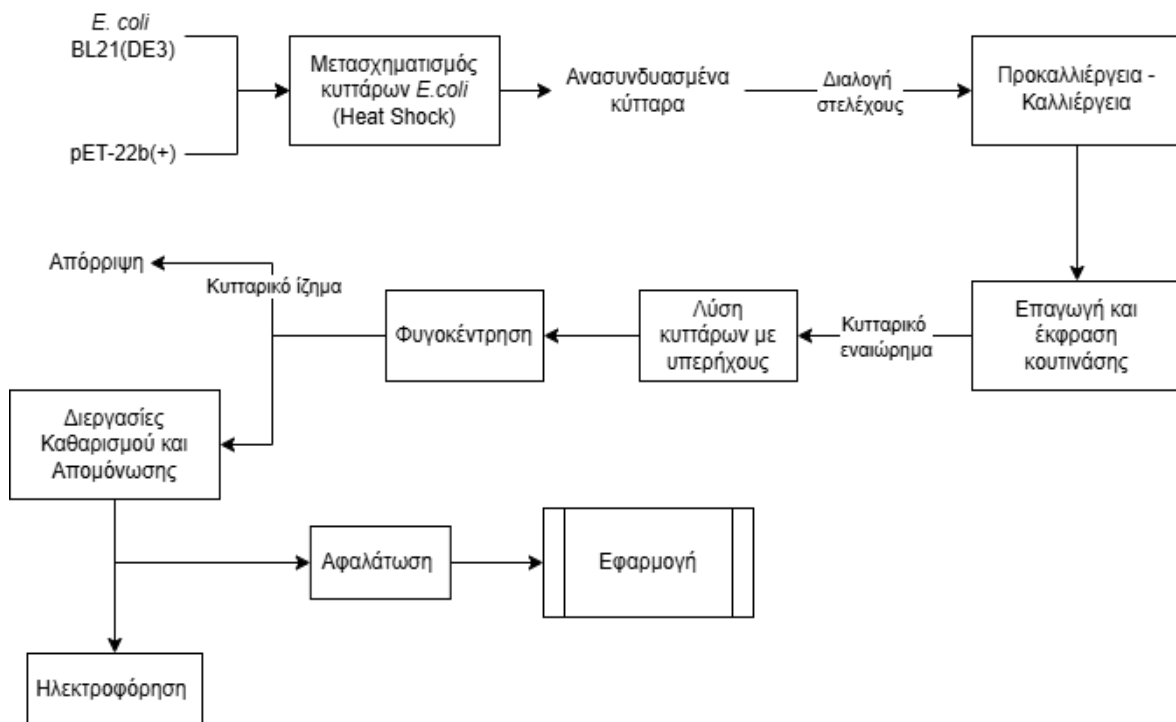 E. coli
BL21(DE3)
pET-22b(+)
Μετασχηματισμός
κυττάρων E.coli
(Heat Shock)
Ανασυνδυασμένα
κύτταρα
Διαλογή
στελέχους
Προκαλλιέργεια -
Καλλιέργεια
Επαγωγή και
έκφραση
κουτινάσης
Κυτταρικό
εναιώρημα
Λύση
κυττάρων με
υπερήχους
Φυγοκέντρηση
Κυτταρικό ίζημα
Απόρριψη
Διεργασίες
Καθαρισμού και
Απομόνωσης
Αφαλάτωση
Εφαρμογή
Ηλεκτροφόρηση